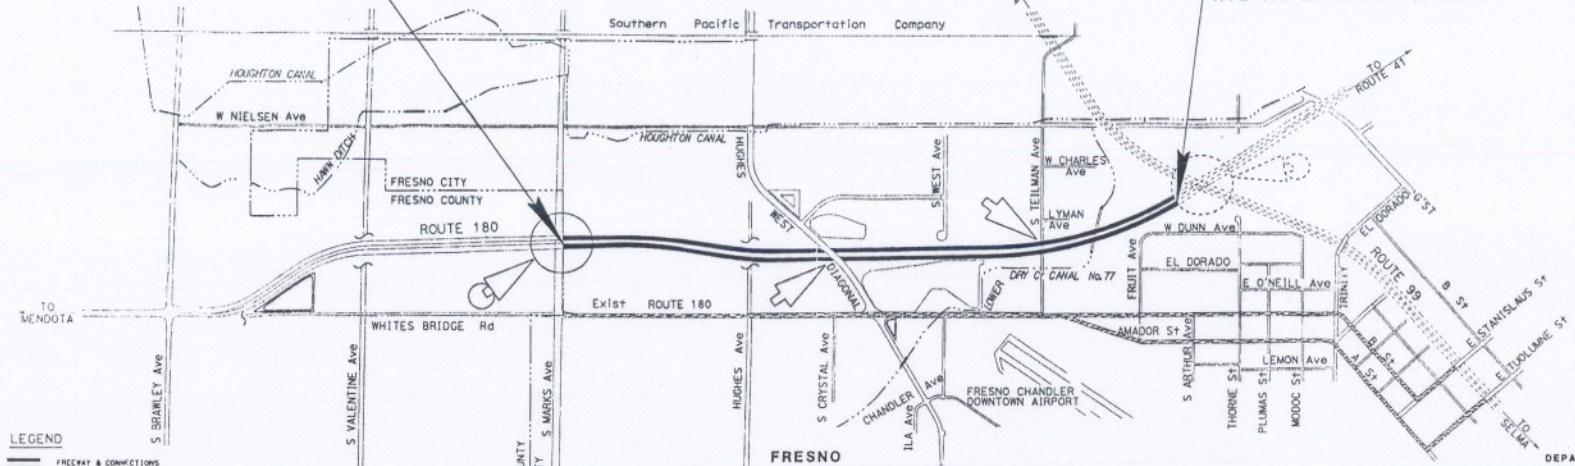 Southern Pacific Transportation Company
HOUGHTON CANAL
TO
ROUTE 41
W NIELSEN Ave
HOUGHTON CANAL
HAWN DITCH
HUGHES
S WEST Ave
S TEILMAN Ave
W CHARLES
Ave
FRESNO CITY
FRESNO COUNTY
WEST
LYMAN
Ave
EL DORADO
G'ST
ROUTE 180
W DUNN Ave
EL DORADO
ROUTE 99
DIAGONAL
LOWER DRY CANAL No.77
FRUIT AVE
E O'NEILL Ave
TRINITY
B St
TO
MENDOTA
Exist ROUTE 180
WHITES BRIDGE Rd
AMADOR St
E STANISLAUS St
E TUOLUMNE St
B St
A St
LEMON Ave
S BRAWLEY Ave
S VALENTINE Ave
S MARKS Ave
HUGHES Ave
S CRYSTAL Ave
CHANDLER Ave
ILA Ave
FRESNO CHANDLER
DOWNTOWN AIRPORT
S ARTHUR Ave
THORNE St
PLUMAS St
MODOC St
TO
SELMA
LEGEND
FREEWAY & CONNECTIONS
FRESNO